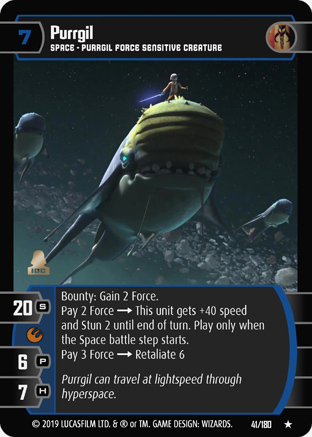 7
Purrgil
SPACE • PURRGIL FORCE SENSITIVE CREATURE
20 S
6 P
7 H
Bounty: Gain 2 Force.
Pay 2 Force → This unit gets +40 speed
and Stun 2 until end of turn. Play only when
the Space battle step starts.
Pay 3 Force → Retaliate 6
Purrgil can travel at lightspeed through
hyperspace.
© 2019 LUCASFILM LTD. & ® or TM. GAME DESIGN: WIZARDS. 41/180 ★